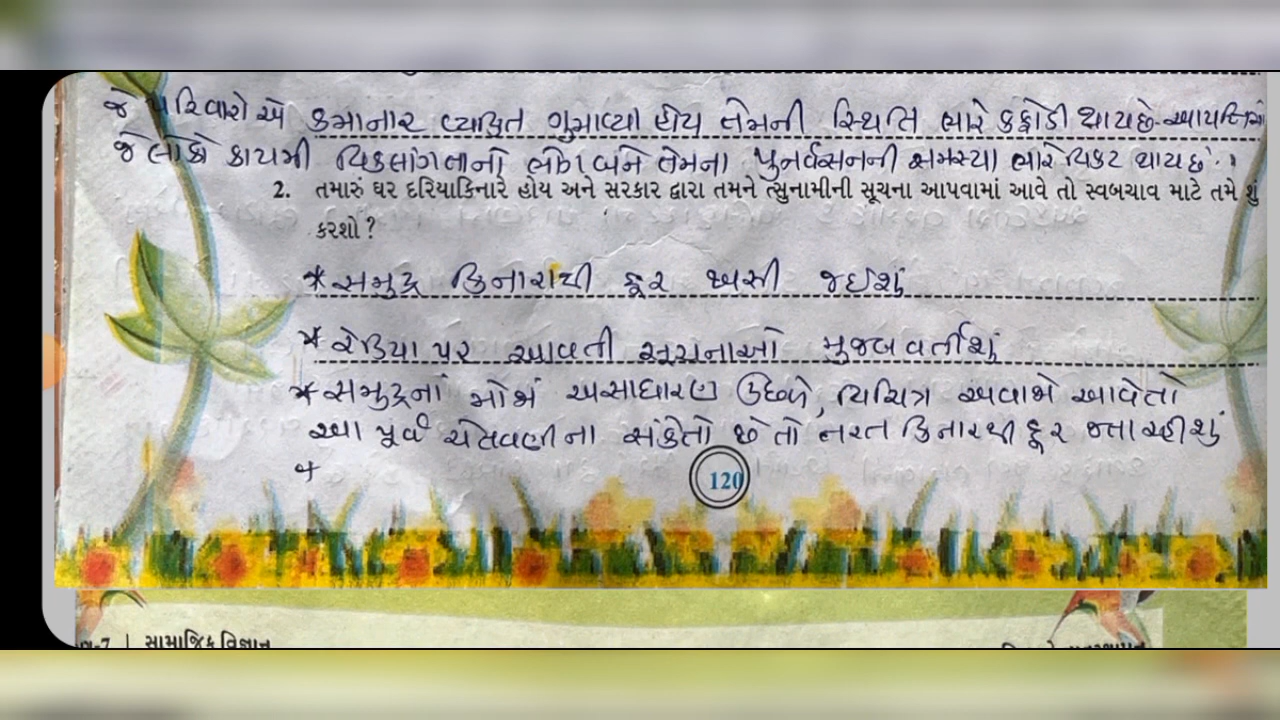 જે પરિવારોએ કમાનાર વ્યક્તિ ગુમાવ્યા હોય તેમની સ્થિતિ ભારે કફોડી થાય છે.
જે લોકો કાયમી વિકલાંગતાનો ભોગ બને તેમના પુનર્વસનની સમસ્યા ભારે વિકટ થાય છે.
2. તમારું ઘર દરિયાકિનારે હોય અને સરકાર દ્વારા તમને ત્સુનામીની સૂચના આપવામાં આવે તો સ્વબચાવ માટે તમે શું
કરશો ?
* સમુદ્ર કિનારાથી દૂર ખસી જઈશું
* રેડિયા પર આવતી સૂચનાઓ મુજબ વર્તીશું
* સમુદ્રનાં મોજાં અસાધારણ ઉછળે, વિચિત્ર અવાજો આવે તો
આ પૂર્વ ચેતવણીના સંકેતો છે તો તરત કિનારથી દૂર જતા રહીશું
120
સામાજિક વિજ્ઞાન